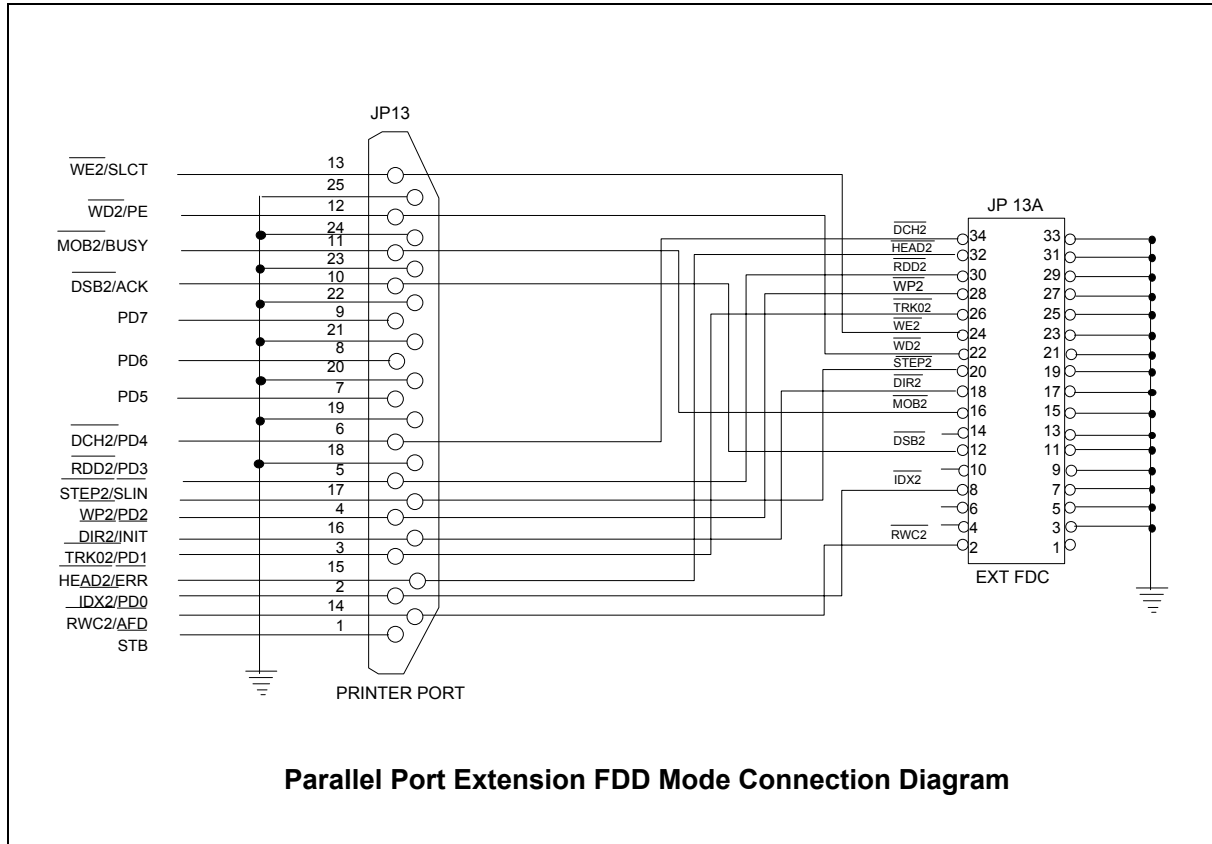 JP13
WE2/SLCT
WD2/PE
MOB2/BUSY
DSB2/ACK
PD7
PD6
PD5
DCH2/PD4
RDD2/PD3
STEP2/SLIN
WP2/PD2
DIR2/INIT
TRK02/PD1
HEAD2/ERR
IDX2/PD0
RWC2/AFD
STB
13
25
12
24
11
23
10
22
9
21
8
20
7
19
6
18
5
17
4
16
3
15
2
14
1
PRINTER PORT
JP 13A
DCH2
HEAD2
RDD2
WP2
TRK02
WE2
WD2
STEP2
DIR2
MOB2
DSB2
IDX2
RWC2
34 33
32 31
30 29
28 27
26 25
24 23
22 21
20 19
18 17
16 15
14 13
12 11
10 9
8 7
6 5
4 3
2 1
EXT FDC
Parallel Port Extension FDD Mode Connection Diagram